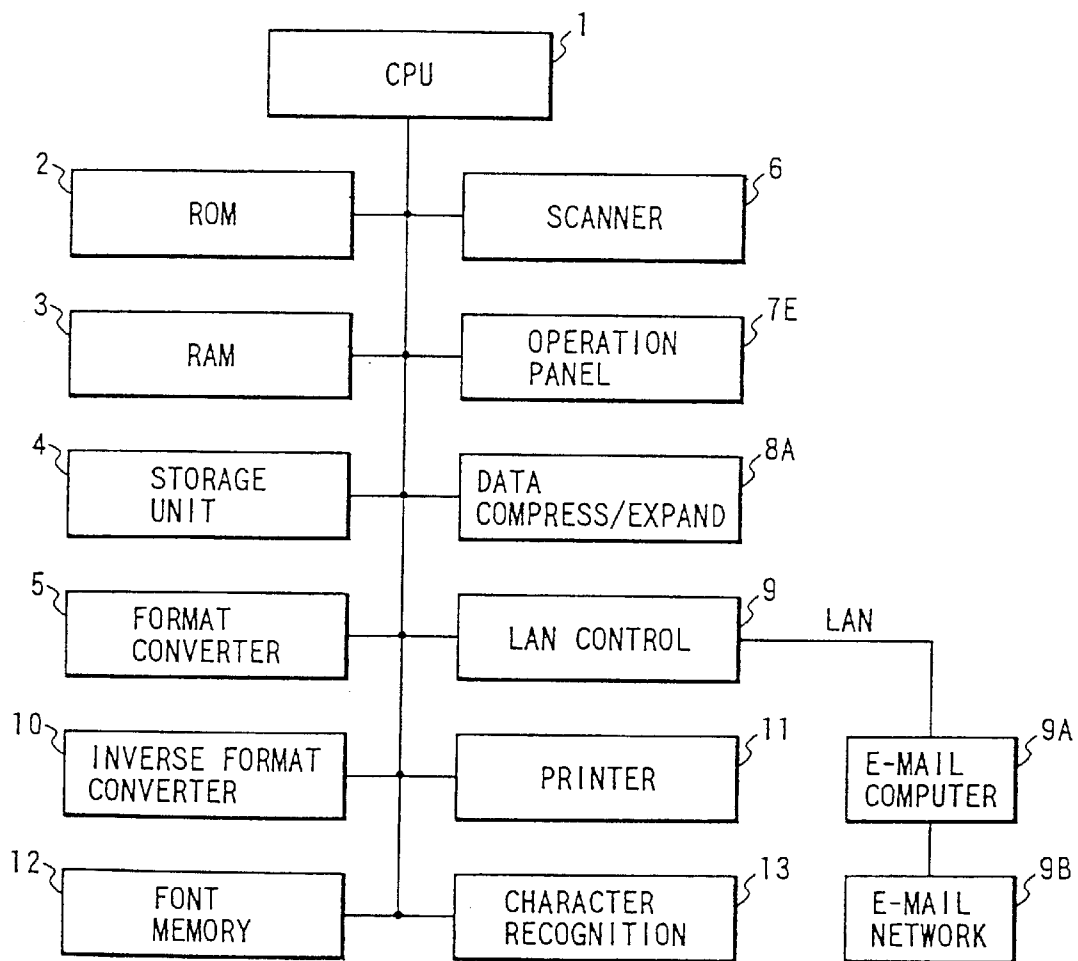 1
CPU
2
ROM
6
SCANNER
3
RAM
7E
OPERATION
PANEL
4
STORAGE
UNIT
8A
DATA
COMPRESS/EXPAND
5
FORMAT
CONVERTER
9
LAN CONTROL
LAN
10
INVERSE FORMAT
CONVERTER
11
PRINTER
9A
E-MAIL
COMPUTER
12
FONT
MEMORY
13
CHARACTER
RECOGNITION
9B
E-MAIL
NETWORK